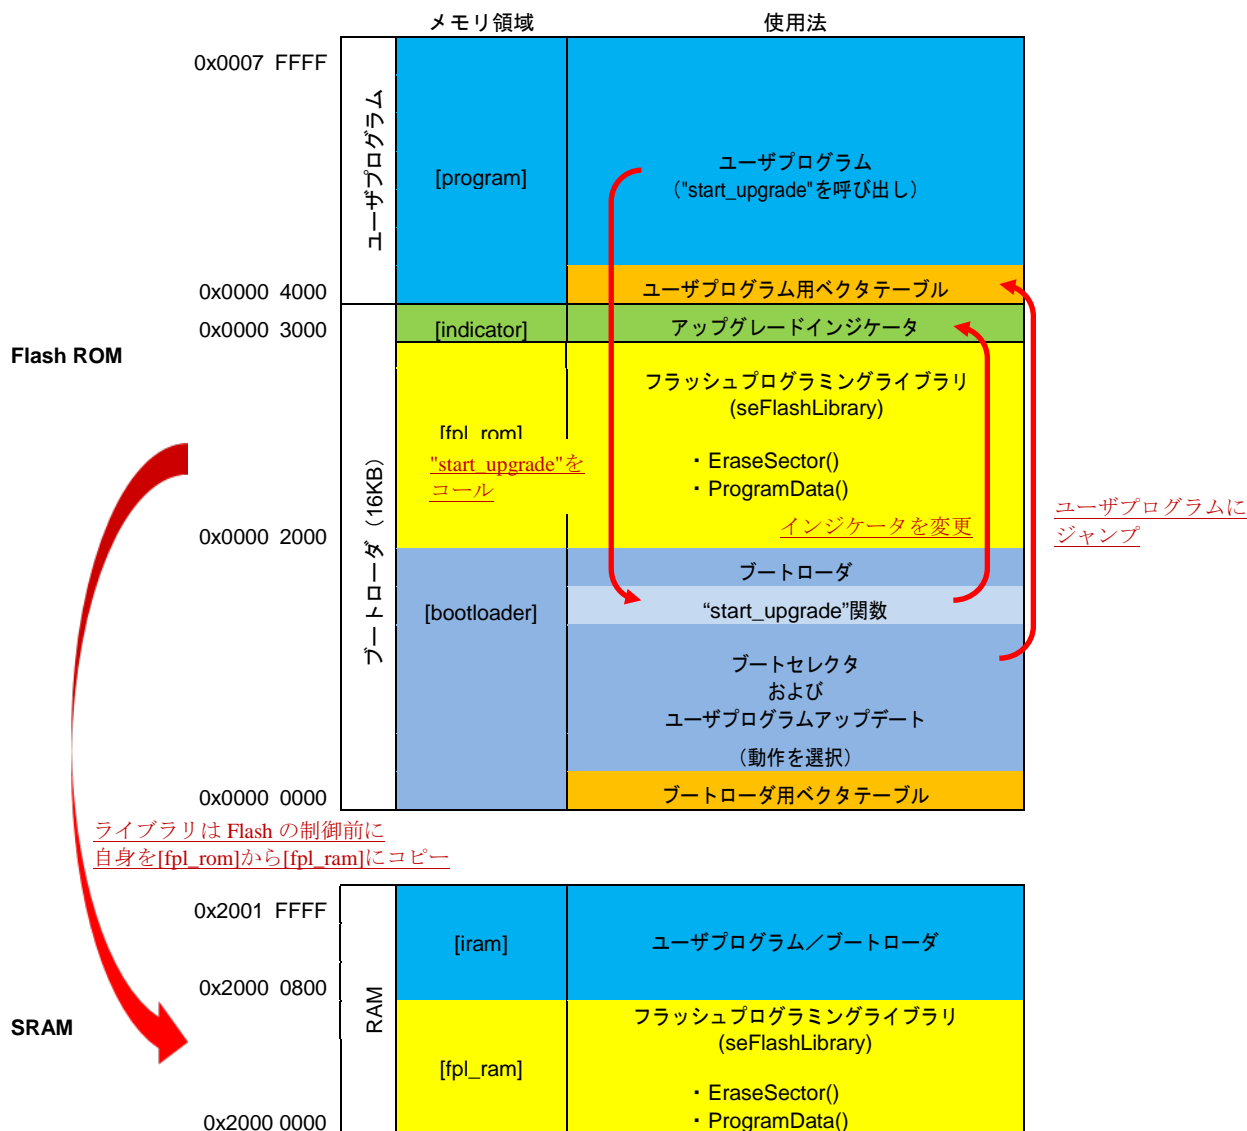 メモリ領域
使用法
0x0007 FFFF
ユーザプログラム
[program]
ユーザプログラム
("start_upgrade"を呼び出し)
0x0000 4000
ユーザプログラム用ベクタテーブル
0x0000 3000
[indicator]
アップグレードインジケータ
Flash ROM
フラッシュプログラミングライブラリ
(seFlashLibrary)
[fpl_rom]
・EraseSector()
・ProgramData()
"start_upgrade"を
コール
ブートローダ(16KB)
インジケータを変更
ユーザプログラムに
ジャンプ
0x0000 2000
ブートローダ
[bootloader]
“start_upgrade”関数
ブートセレクタ
および
ユーザプログラムアップデート
(動作を選択)
0x0000 0000
ブートローダ用ベクタテーブル
ライブラリは Flash の制御前に
自身を[fpl_rom]から[fpl_ram]にコピー
0x2001 FFFF
[iram]
ユーザプログラム/ブートローダ
0x2000 0800
RAM
SRAM
フラッシュプログラミングライブラリ
(seFlashLibrary)
[fpl_ram]
・EraseSector()
・ProgramData()
0x2000 0000